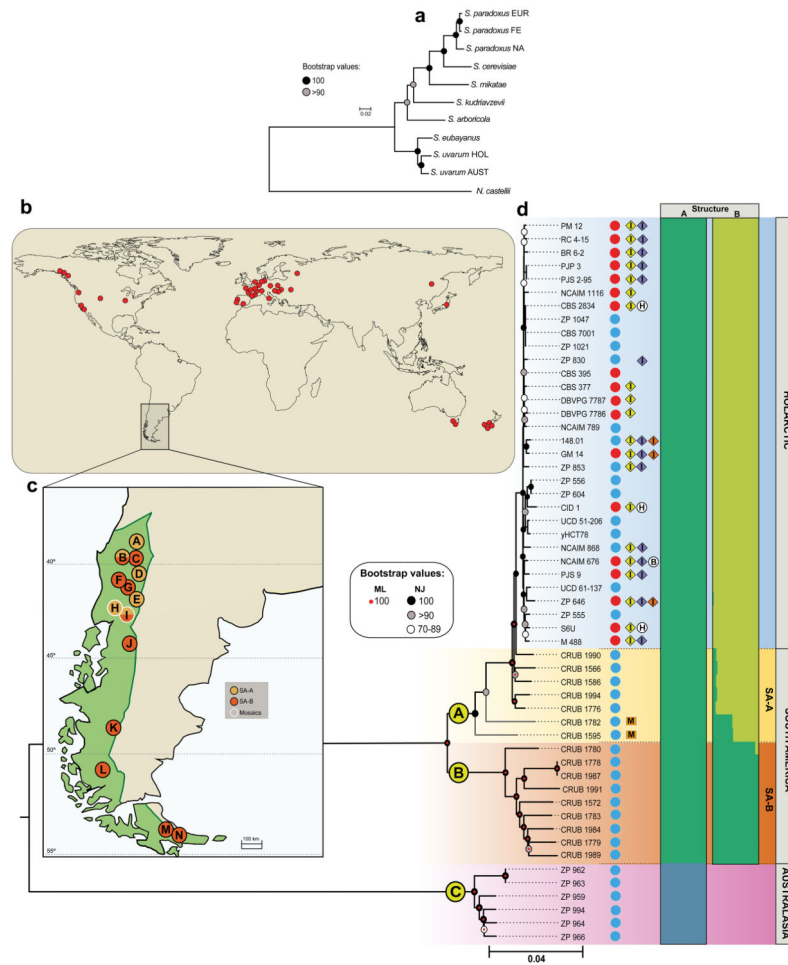 a
Bootstrap values:
100
>90
0.02
S. paradoxus EUR
S. paradoxus FE
S. paradoxus NA
S. cerevisiae
S. mikatae
S. kudriavzevii
S. arboricola
S. eubayanus
S. uvarum HOL
S. uvarum AUST
N. castellii
b
c
40°
45°
50°
55°
A
B
C
D
F
G
E
H
I
J
K
L
M
N
SA-A
SA-B
Mosaics
100 km
d
Structure
A B
PM 12 I I
RC 4-15 I I
BR 6-2 I I
PJP 3 I I
PJS 2-95 I I
NCAIM 1116 I
CBS 2834 I H
ZP 1047
CBS 7001
ZP 1021
ZP 830 I
CBS 395
CBS 377 I
DBVPG 7787 I
DBVPG 7786 I
NCAIM 789
148.01 I I I
GM 14 I I I
ZP 853 I I
ZP 556
ZP 604
CID 1 I H
UCD 51-206
yHCT78
NCAIM 868 I I
NCAIM 676 I I B
PJS 9 I I
UCD 61-137
ZP 646 I I I
ZP 555
S6U I H
M 488 I I
CRUB 1990
CRUB 1566
CRUB 1586
CRUB 1994
CRUB 1776
CRUB 1782 M
CRUB 1595 M
CRUB 1780
CRUB 1778
CRUB 1987
CRUB 1991
CRUB 1572
CRUB 1783
CRUB 1984
CRUB 1779
CRUB 1989
ZP 962
ZP 963
ZP 959
ZP 994
ZP 964
ZP 966
Bootstrap values:
ML NJ
100 100
>90
70-89
A
B
C
HOLARCTIC
SA-A
SOUTH AMERICA
SA-B
AUSTRALASIA
0.04